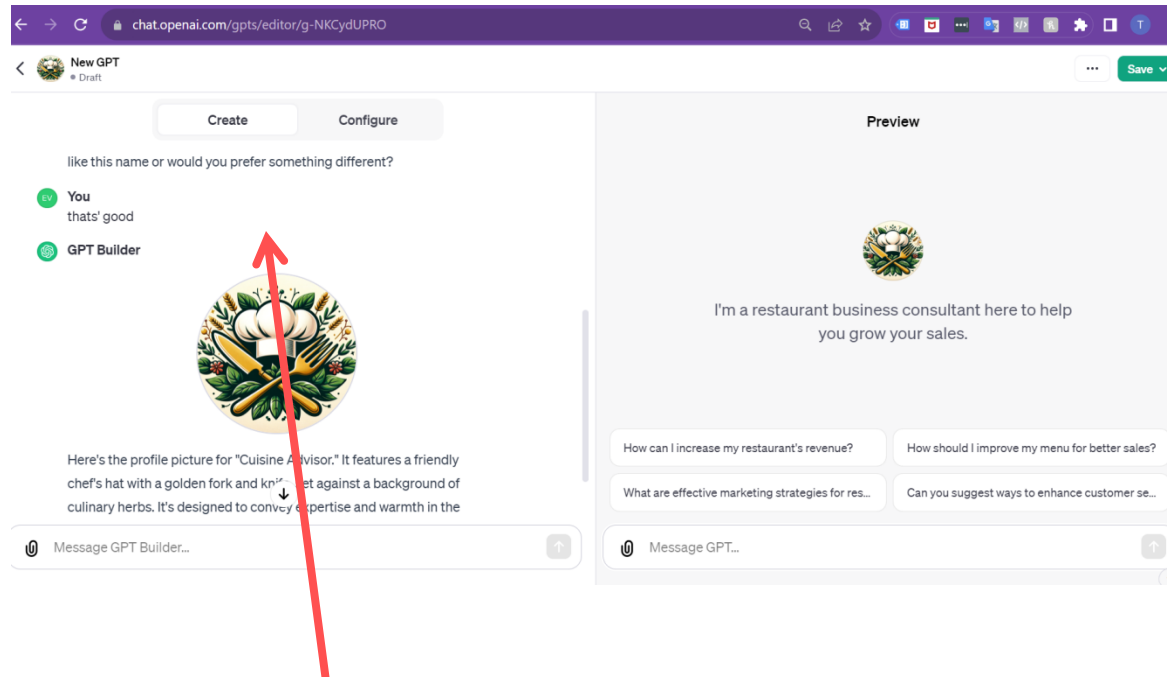 chat.openai.com/gpts/editor/g-NKCydUPRO
T
New GPT
Draft
Save
Create
Configure
like this name or would you prefer something different?
EV
You
thats' good
GPT Builder
Here's the profile picture for "Cuisine Advisor." It features a friendly
chef's hat with a golden fork and knife set against a background of
culinary herbs. It's designed to convey expertise and warmth in the
Message GPT Builder...
Preview
I'm a restaurant business consultant here to help
you grow your sales.
How can I increase my restaurant's revenue?
How should I improve my menu for better sales?
What are effective marketing strategies for res...
Can you suggest ways to enhance customer se...
Message GPT...